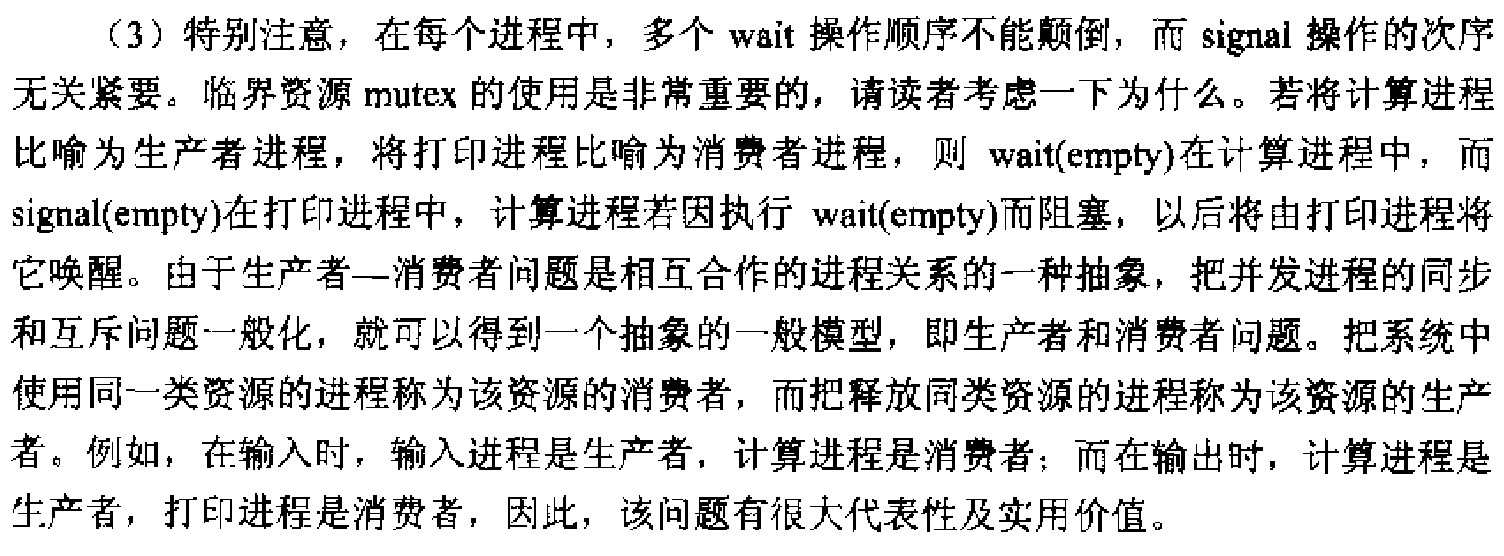 （3）特别注意，在每个进程中，多个 wait 操作顺序不能颠倒，而 signal 操作的次序
无关紧要。临界资源 mutex 的使用是非常重要的，请读者考虑一下为什么。若将计算进程
比喻为生产者进程，将打印进程比喻为消费者进程，则 wait(empty)在计算进程中，而
signal(empty)在打印进程中，计算进程若因执行 wait(empty)而阻塞，以后将由打印进程将
它唤醒。由于生产者—消费者问题是相互合作的进程关系的一种抽象，把并发进程的同步
和互斥问题一般化，就可以得到一个抽象的一般模型，即生产者和消费者问题。把系统中
使用同一类资源的进程称为该资源的消费者，而把释放同类资源的进程称为该资源的生产
者。例如，在输入时，输入进程是生产者，计算进程是消费者；而在输出时，计算进程是
生产者，打印进程是消费者，因此，该问题有很大代表性及实用价值。